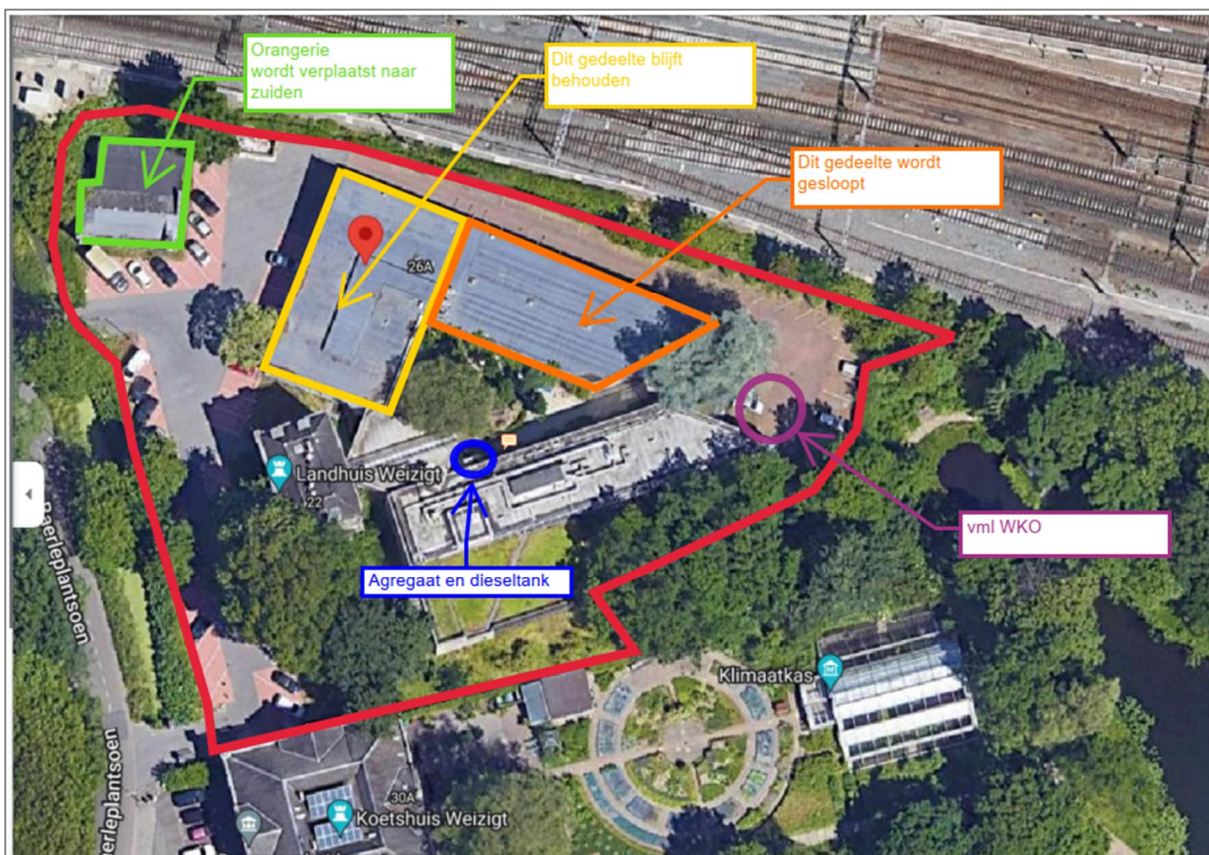 Orangerie
wordt verplaatst naar
zuiden
Dit gedeelte blijft
behouden
Dit gedeelte wordt
gesloopt
26A
Landhuis Weizigt
22
vml WKO
Agregaat en dieseltank
Baerleplantsoen
Klimaatkas
erleplantsoen
30A
Koetshuis Weizigt